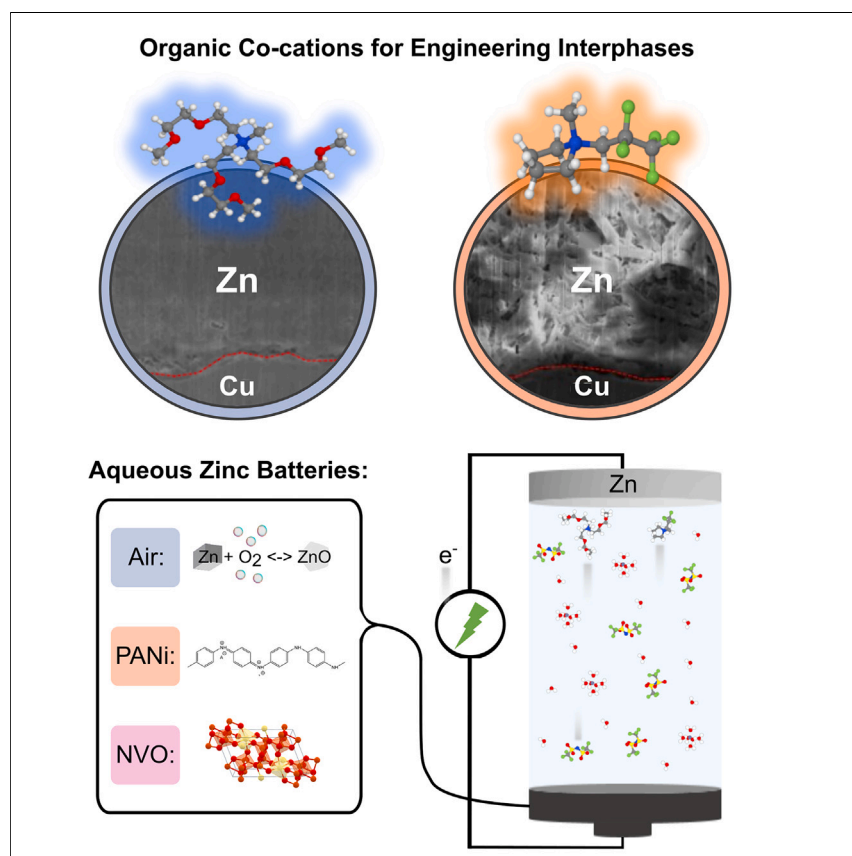 Organic Co-cations for Engineering Interphases
Zn
Zn
Cu
Cu
Aqueous Zinc Batteries:
Zn
Air:
Zn + O2 <-> ZnO
e-
PANi:
NVO: